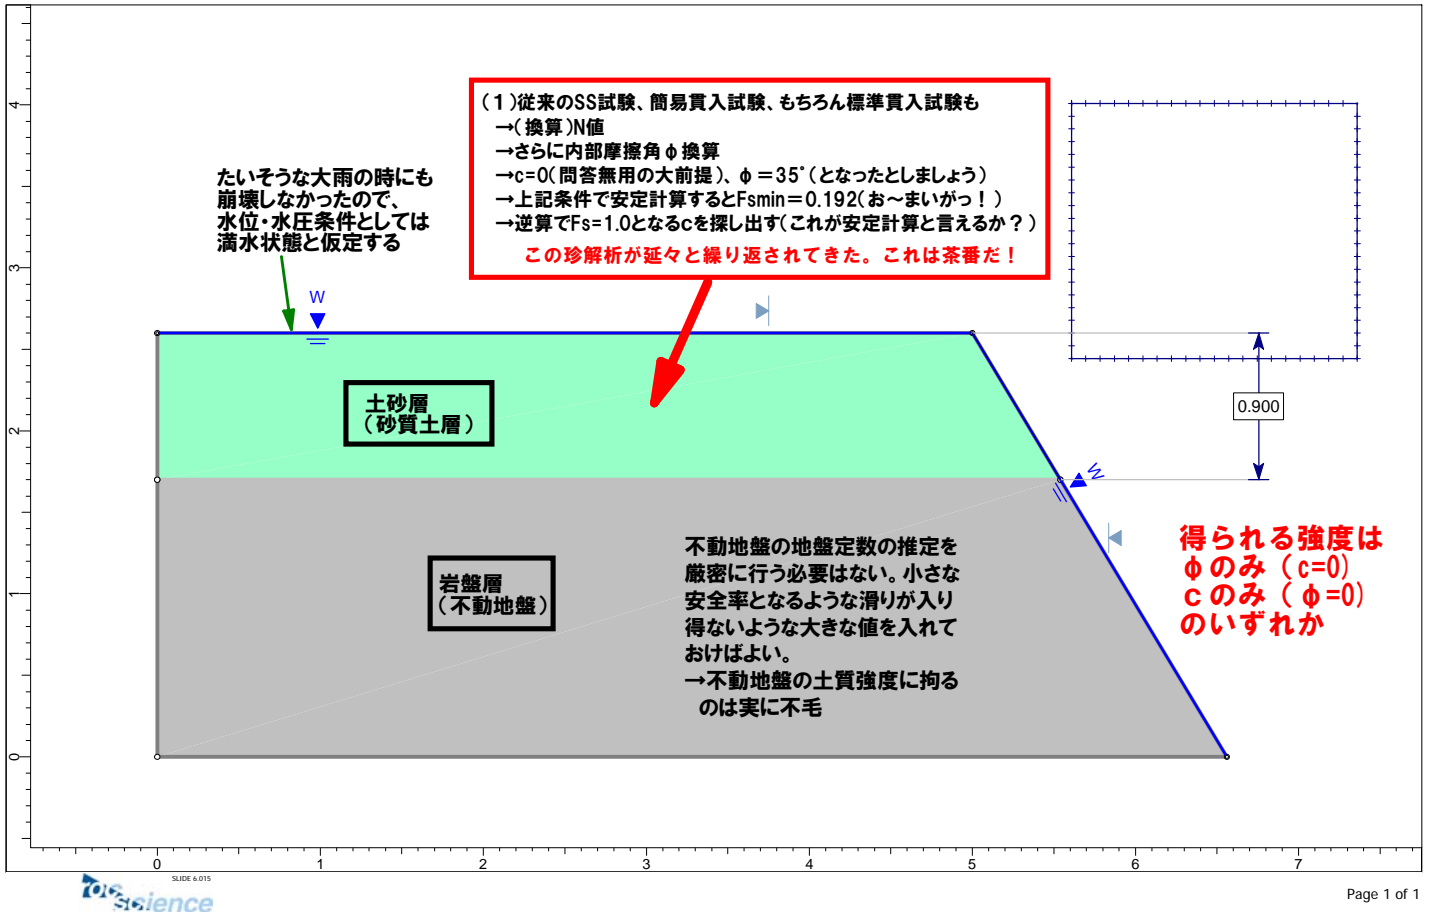 （１）従来のSS試験、簡易貫入試験、もちろん標準貫入試験も
→(換算)N値
→さらに内部摩擦角φ換算
→c=0(問答無用の大前提)、φ＝35°(となったとしましょう)
→上記条件で安定計算するとFsmin＝0.192(お～まいがっ！)
→逆算でFs=1.0となるcを探し出す(これが安定計算と言えるか？)
この珍解析が延々と繰り返されてきた。これは茶番だ！
たいそうな大雨の時にも
崩壊しなかったので、
水位・水圧条件としては
満水状態と仮定する
W
土砂層
（砂質土層）
0.900
W
岩盤層
（不動地盤）
不動地盤の地盤定数の推定を
厳密に行う必要はない。小さな
安全率となるような滑りが入り
得ないような大きな値を入れて
おけばよい。
→不動地盤の土質強度に拘る
のは実に不毛
得られる強度は
φのみ（c=0）
cのみ（φ=0）
のいずれか
4
3
2
1
0
0 1 2 3 4 5 6 7
SLIDE 6.015
rocscience
Page 1 of 1